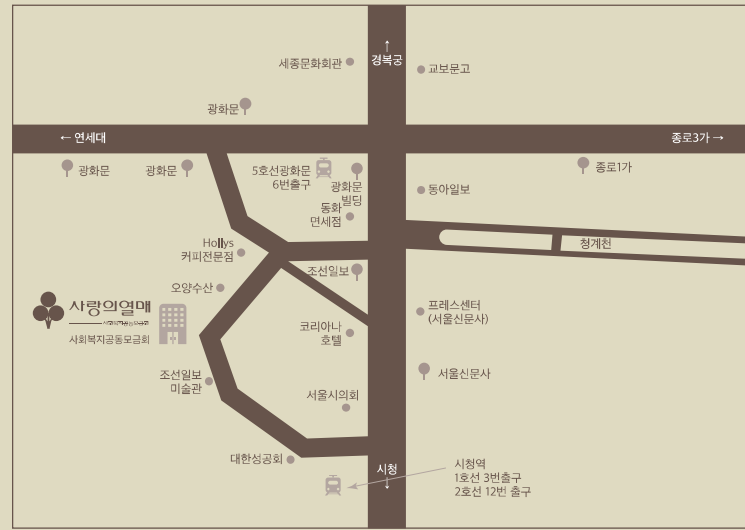 ↑
경복궁
세종문화회관
교보문고
광화문
← 연세대
종로3가 →
광화문
광화문
5호선광화문
6번출구
광화문
빌딩
종로1가
동화
면세점
동아일보
Hollys
커피전문점
청계천
조선일보
오양수산
사랑의열매
사회복지공동모금회
코리아나
호텔
프레스센터
(서울신문사)
조선일보
미술관
서울신문사
서울시의회
대한성공회
시청
↓
시청역
1호선 3번출구
2호선 12번 출구